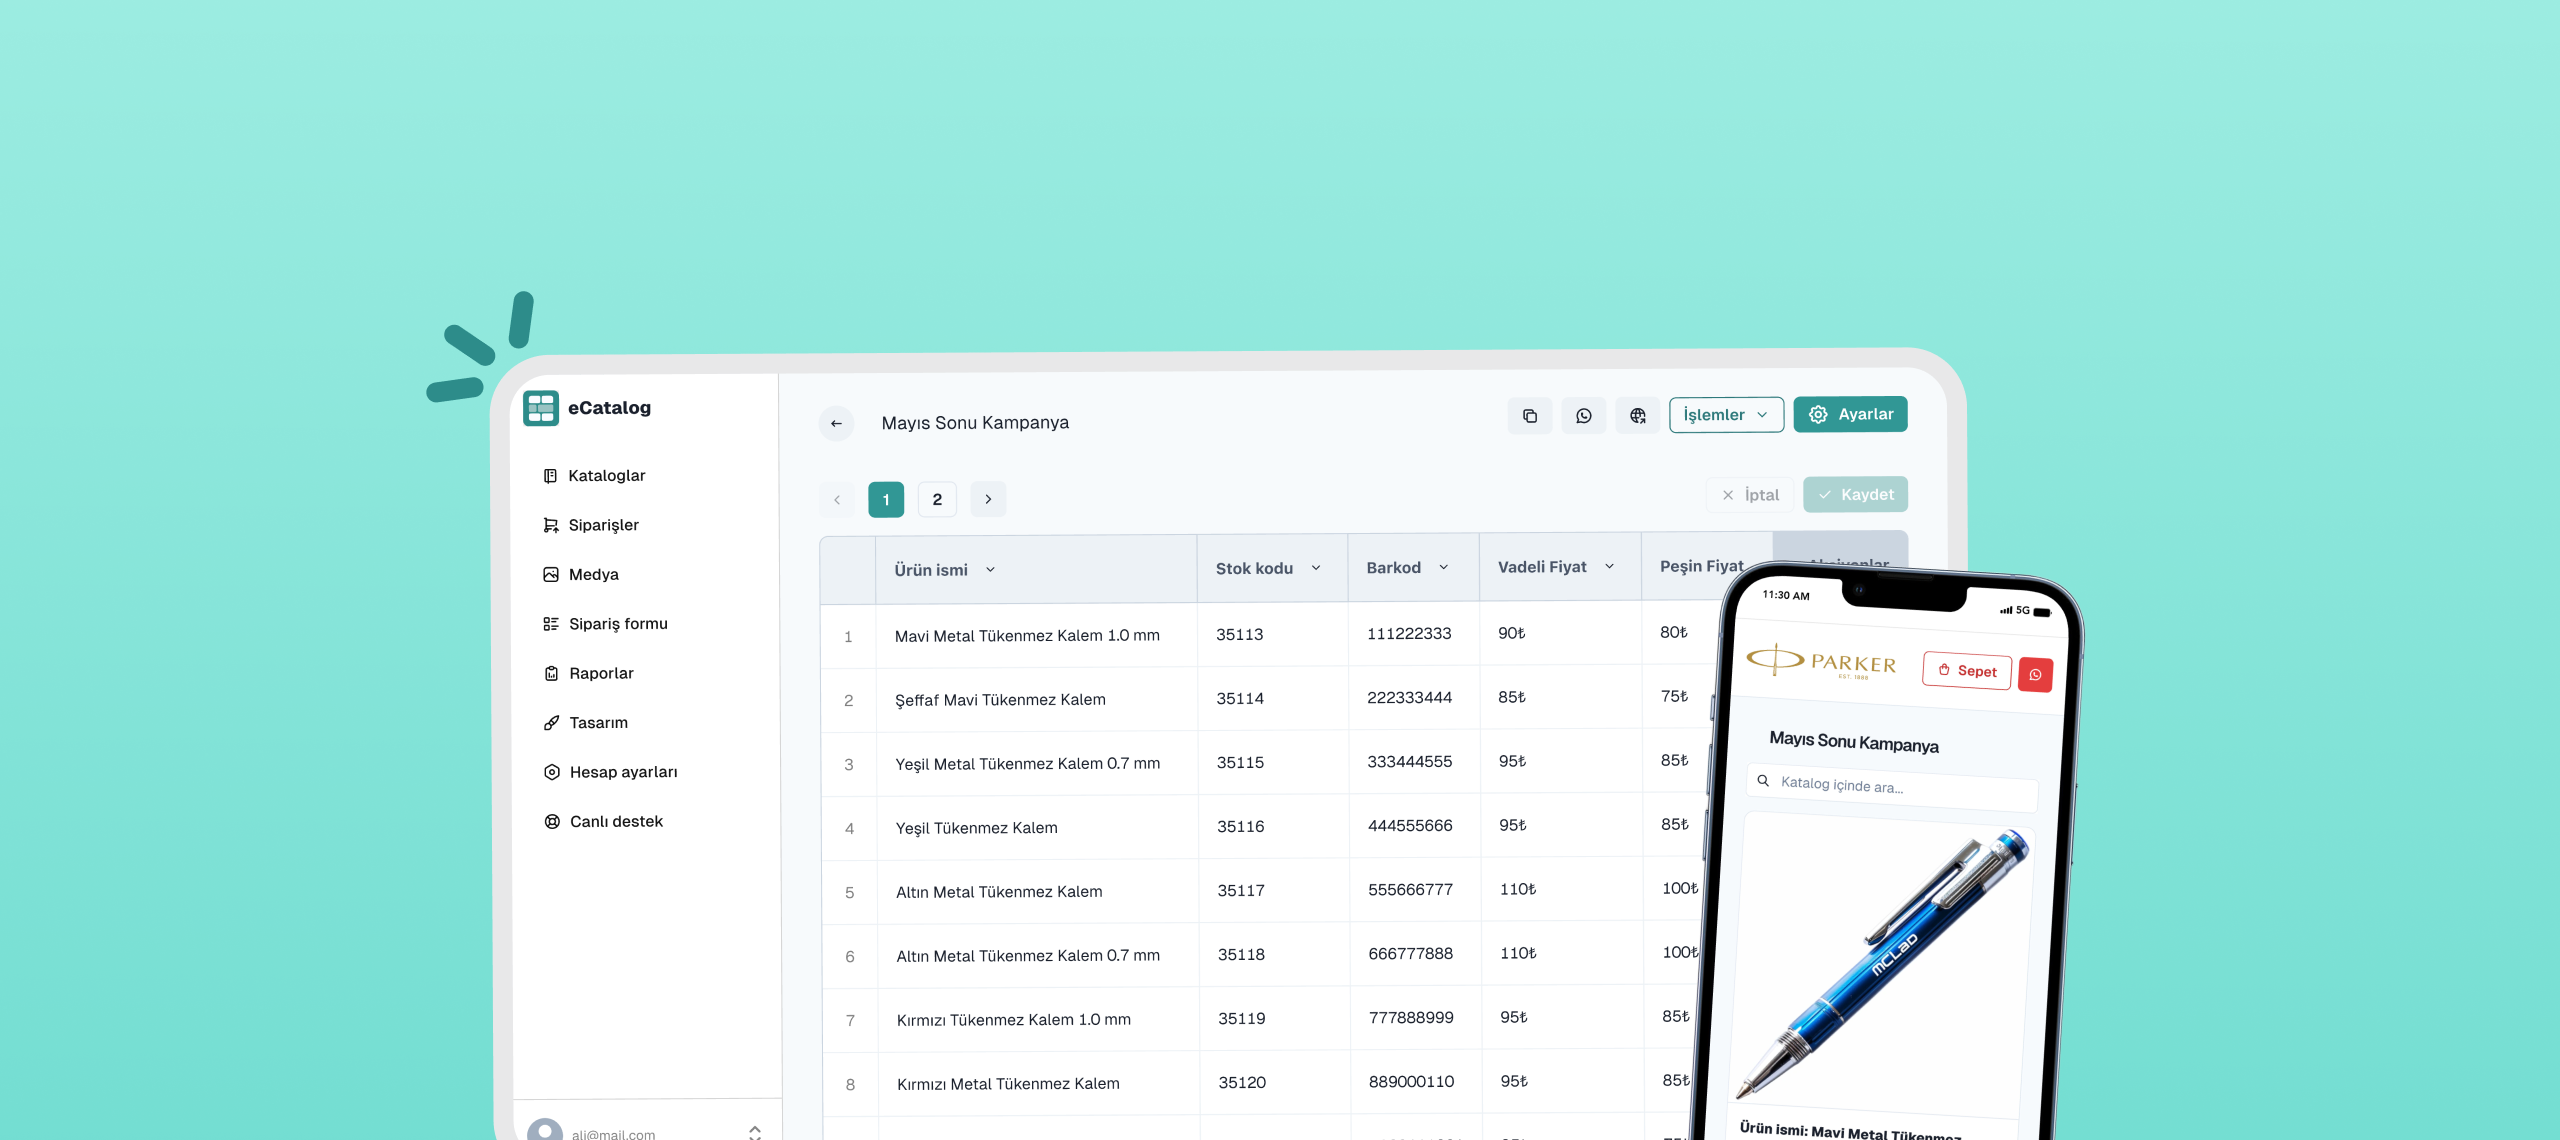 eCatalog
Kataloglar
Siparişler
Medya
Sipariş formu
Raporlar
Tasarım
Hesap ayarları
Canlı destek
ali@mail.com
Mayıs Sonu Kampanya
İşlemler
Ayarlar
1
2
İptal
Kaydet
Ürün ismi Stok kodu Barkod Vadeli Fiyat Peşin Fiyat
1 Mavi Metal Tükenmez Kalem 1.0 mm 35113 111222333 90₺ 80₺
2 Şeffaf Mavi Tükenmez Kalem 35114 222333444 85₺ 75₺
3 Yeşil Metal Tükenmez Kalem 0.7 mm 35115 333444555 95₺ 85₺
4 Yeşil Tükenmez Kalem 35116 444555666 95₺ 85₺
5 Altın Metal Tükenmez Kalem 35117 555666777 110₺ 100₺
6 Altın Metal Tükenmez Kalem 0.7 mm 35118 666777888 110₺ 100₺
7 Kırmızı Tükenmez Kalem 1.0 mm 35119 777888999 95₺ 85₺
8 Kırmızı Metal Tükenmez Kalem 35120 889000110 95₺ 85₺
11:30 AM
5G
PARKER
EST. 1888
Sepet
Mayıs Sonu Kampanya
Katalog içinde ara...
MCLAD
Ürün ismi: Mavi Metal Tükenmez